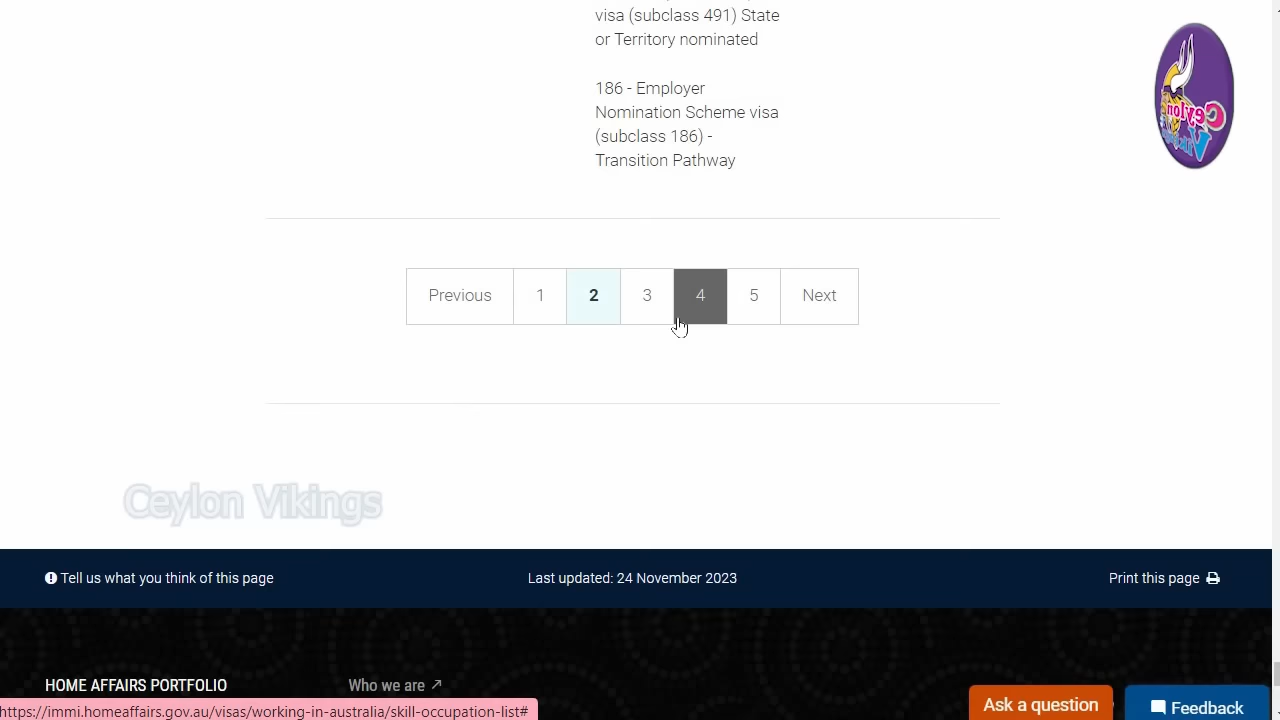 visa (subclass 491) State
or Territory nominated
186 - Employer
Nomination Scheme visa
(subclass 186) -
Transition Pathway
Ceylon
Vikings
Previous 1 2 3 4 5 Next
Ceylon Vikings
Tell us what you think of this page
Last updated: 24 November 2023
Print this page
HOME AFFAIRS PORTFOLIO
Who we are ↗
https://immi.homeaffairs.gov.au/visas/working-in-australia/skill-occupation-list#
Ask a question
Feedback